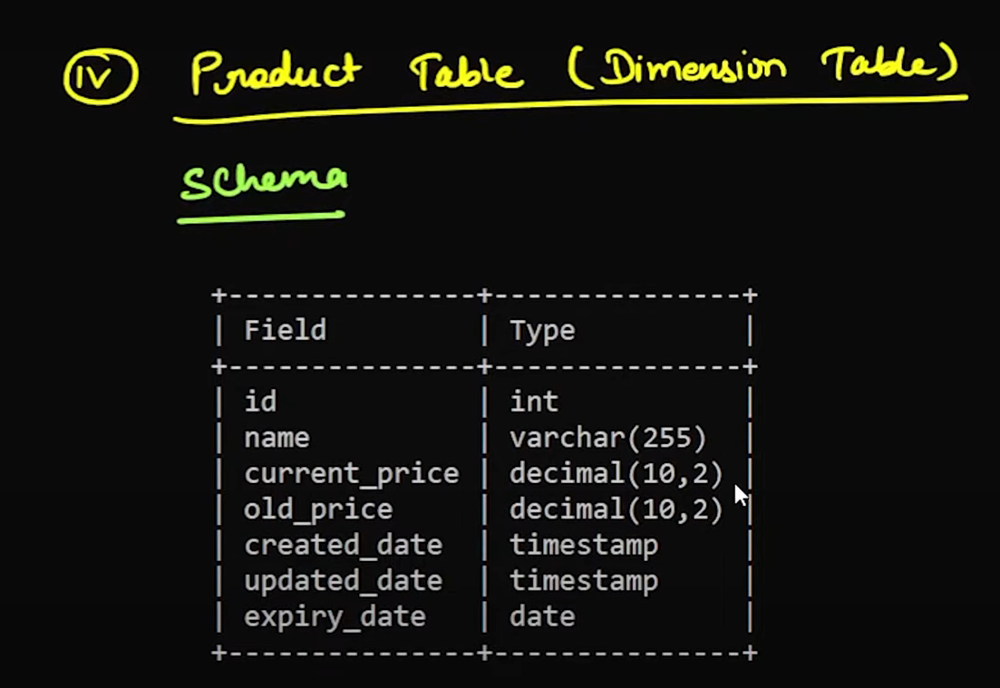 (iv) Product Table (Dimension Table)
Schema
+---------------+---------------+
| Field | Type |
+---------------+---------------+
| id | int |
| name | varchar(255) |
| current_price | decimal(10,2) |
| old_price | decimal(10,2) |
| created_date | timestamp |
| updated_date | timestamp |
| expiry_date | date |
+---------------+---------------+